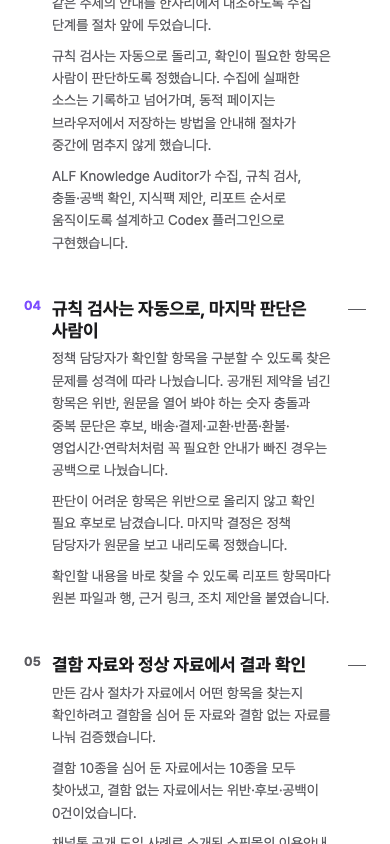 같은 주제의 안내를 한자리에서 대조하도록 수집
단계를 절차 앞에 두었습니다.
규칙 검사는 자동으로 돌리고, 확인이 필요한 항목은
사람이 판단하도록 정했습니다. 수집에 실패한
소스는 기록하고 넘어가며, 동적 페이지는
브라우저에서 저장하는 방법을 안내해 절차가
중간에 멈추지 않게 했습니다.
ALF Knowledge Auditor가 수집, 규칙 검사,
충돌·공백 확인, 지식팩 제안, 리포트 순서로
움직이도록 설계하고 Codex 플러그인으로
구현했습니다.
04 규칙 검사는 자동으로, 마지막 판단은
사람이
정책 담당자가 확인할 항목을 구분할 수 있도록 찾은
문제를 성격에 따라 나눴습니다. 공개된 제약을 넘긴
항목은 위반, 원문을 열어 봐야 하는 숫자 충돌과
중복 문단은 후보, 배송·결제·교환·반품·환불·
영업시간·연락처처럼 꼭 필요한 안내가 빠진 경우는
공백으로 나눴습니다.
판단이 어려운 항목은 위반으로 올리지 않고 확인
필요 후보로 남겼습니다. 마지막 결정은 정책
담당자가 원문을 보고 내리도록 정했습니다.
확인할 내용을 바로 찾을 수 있도록 리포트 항목마다
원본 파일과 행, 근거 링크, 조치 제안을 붙였습니다.
05 결함 자료와 정상 자료에서 결과 확인
만든 감사 절차가 자료에서 어떤 항목을 찾는지
확인하려고 결함을 심어 둔 자료와 결함 없는 자료를
나눠 검증했습니다.
결함 10종을 심어 둔 자료에서는 10종을 모두
찾아냈고, 결함 없는 자료에서는 위반·후보·공백이
0건이었습니다.
채널톡 공개 도입 사례로 소개된 쇼핑몰의 이용안내